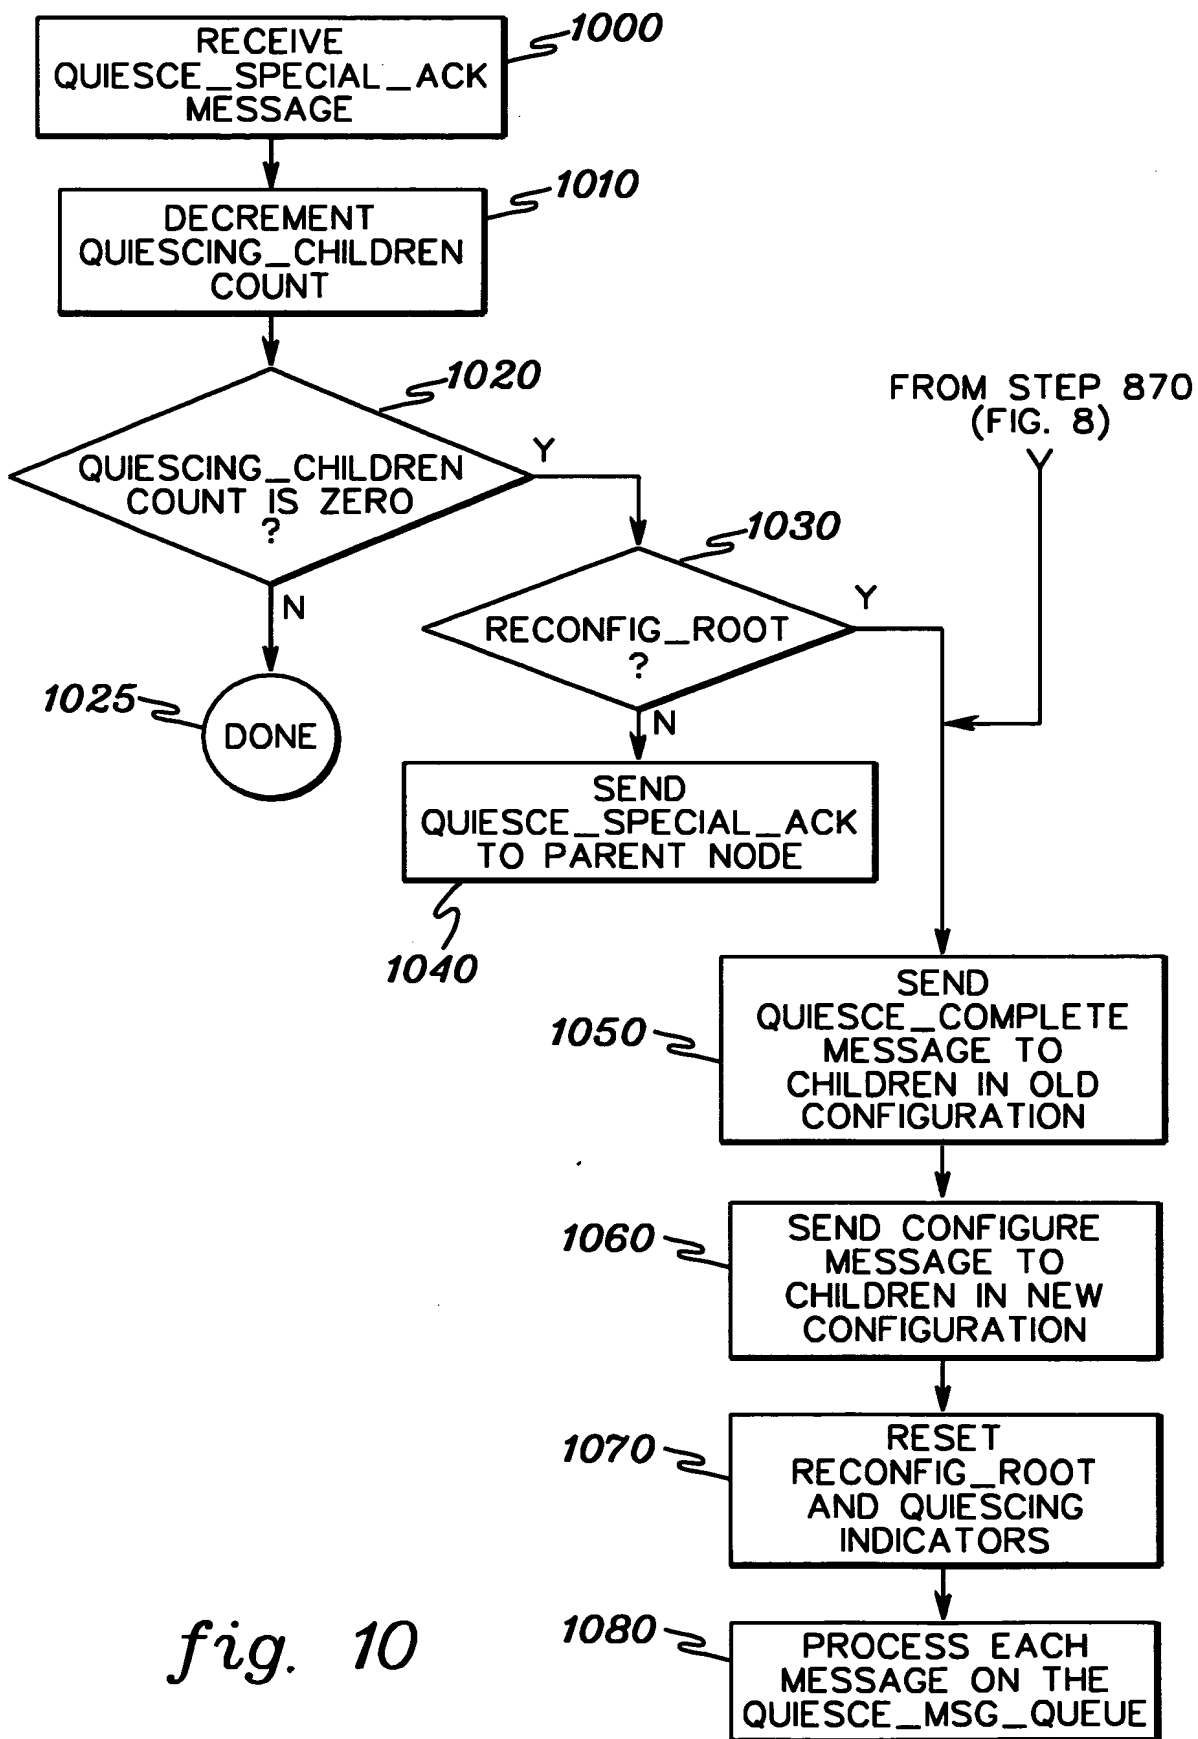 RECEIVE
QUIESCE_SPECIAL_ACK
MESSAGE
1000
DECREMENT
QUIESCING_CHILDREN
COUNT
1010
QUIESCING_CHILDREN
COUNT IS ZERO
?
1020
Y
N
DONE
1025
FROM STEP 870
(FIG. 8)
RECONFIG_ROOT
?
1030
Y
N
SEND
QUIESCE_SPECIAL_ACK
TO PARENT NODE
1040
SEND
QUIESCE_COMPLETE
MESSAGE TO
CHILDREN IN OLD
CONFIGURATION
1050
SEND CONFIGURE
MESSAGE TO
CHILDREN IN NEW
CONFIGURATION
1060
RESET
RECONFIG_ROOT
AND QUIESCING
INDICATORS
1070
PROCESS EACH
MESSAGE ON THE
QUIESCE_MSG_QUEUE
1080
fig. 10